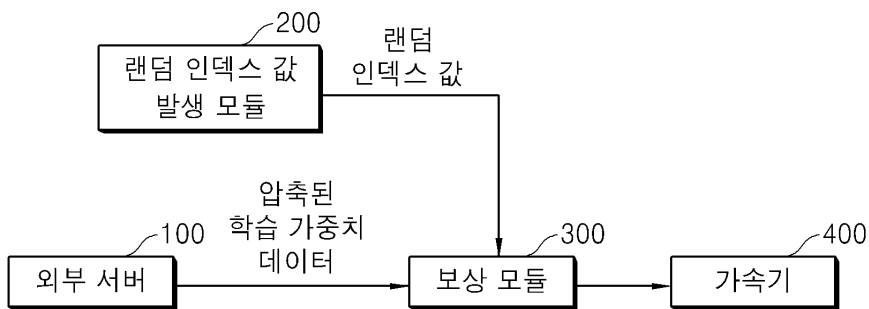 200
랜덤 인덱스 값
발생 모듈
랜덤
인덱스 값
압축된
학습 가중치
데이터
100
외부 서버
300
보상 모듈
400
가속기